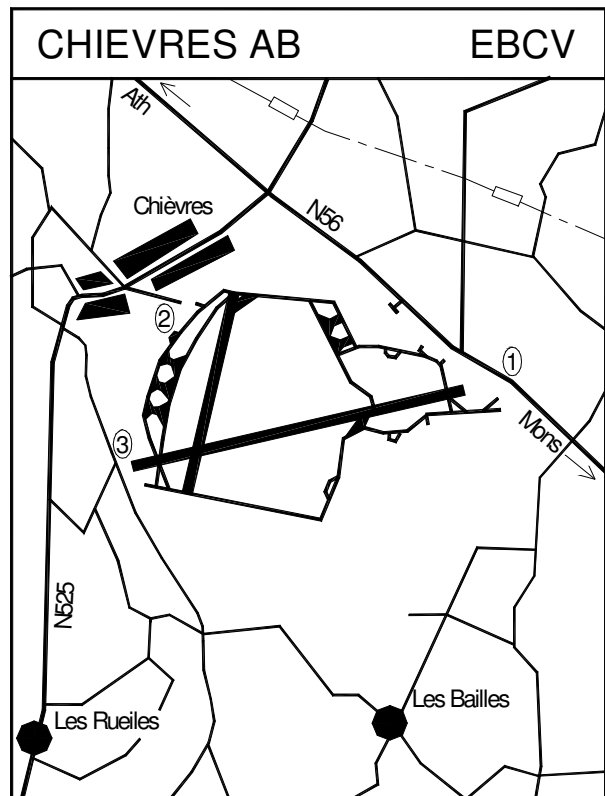 CHIEVRES AB EBCV
Ath
Chièvres
N56
2
1
3
Mons
N525
Les Rueiles
Les Bailles